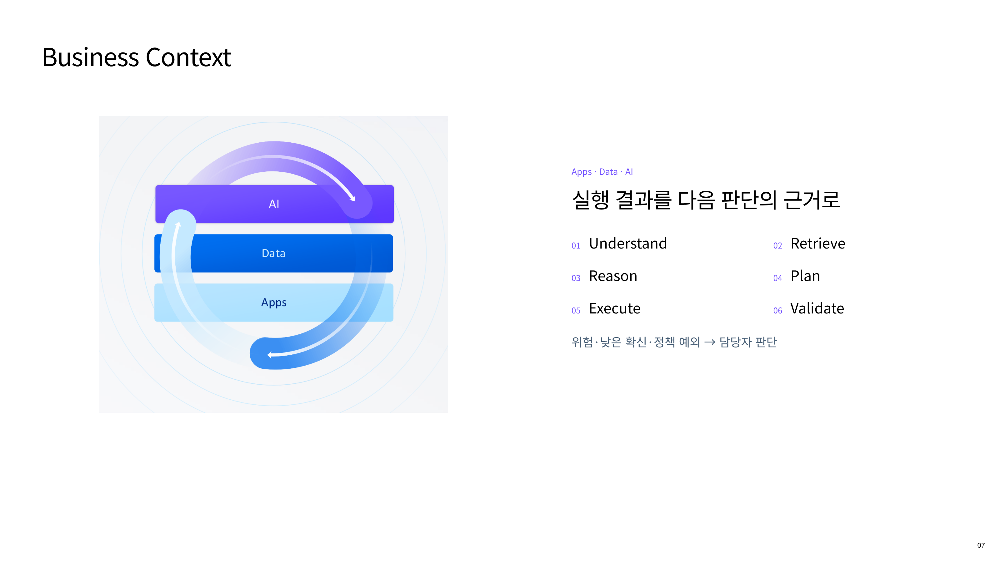 Business Context
AI
Data
Apps
Apps · Data · AI
실행 결과를 다음 판단의 근거로
01 Understand
02 Retrieve
03 Reason
04 Plan
05 Execute
06 Validate
위험·낮은 확신·정책 예외 → 담당자 판단
07